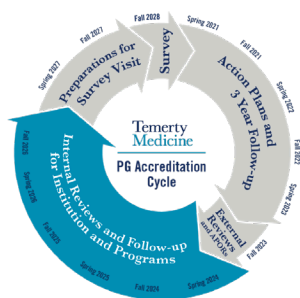 Temerty
Medicine
PG Accreditation
Cycle
Survey
Fall 2028
Spring 2021
Fall 2021
Spring 2022
Fall 2022
Spring 2023
Fall 2023
Action Plans and
3 Year Follow-up
External
Reviews
and APORs
Spring 2024
Fall 2024
Spring 2025
Fall 2025
Spring 2026
Fall 2026
Internal Reviews and Follow-up
for Institution and Programs
Spring 2027
Fall 2027
Preparations for
Survey Visit